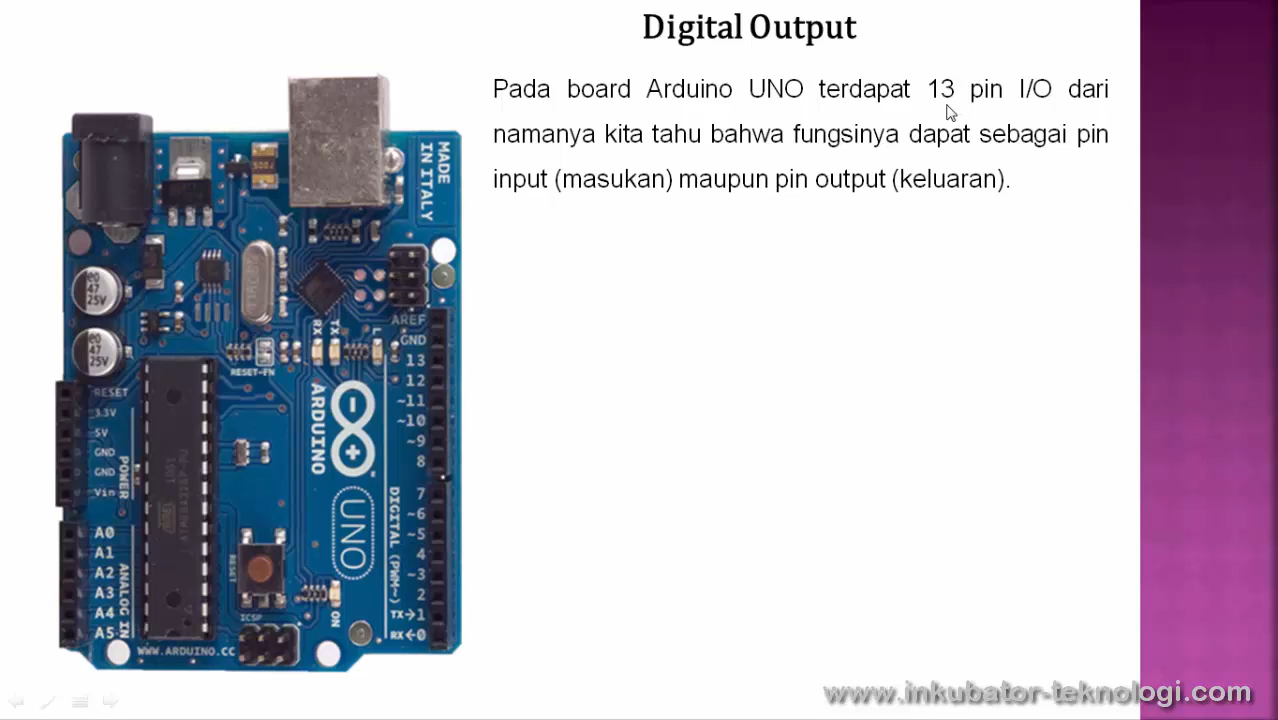 Digital Output
Pada board Arduino UNO terdapat 13 pin I/O dari
namanya kita tahu bahwa fungsinya dapat sebagai pin
input (masukan) maupun pin output (keluaran).
MADE
IN ITALY
47
25V
47
25V
RX
TX
L
RESET-EN
AREF
GND
13
12
~11
~10
~9
8
7
~6
~5
4
~3
2
TX→1
RX←0
DIGITAL (PWM~)
ARDUINO
UNO
RESET
3.3V
5V
GND
GND
Vin
POWER
A0
A1
A2
A3
A4
A5
ANALOG IN
RESET
ICSP
ON
WWW.ARDUINO.CC
www.inkubator-teknologi.com